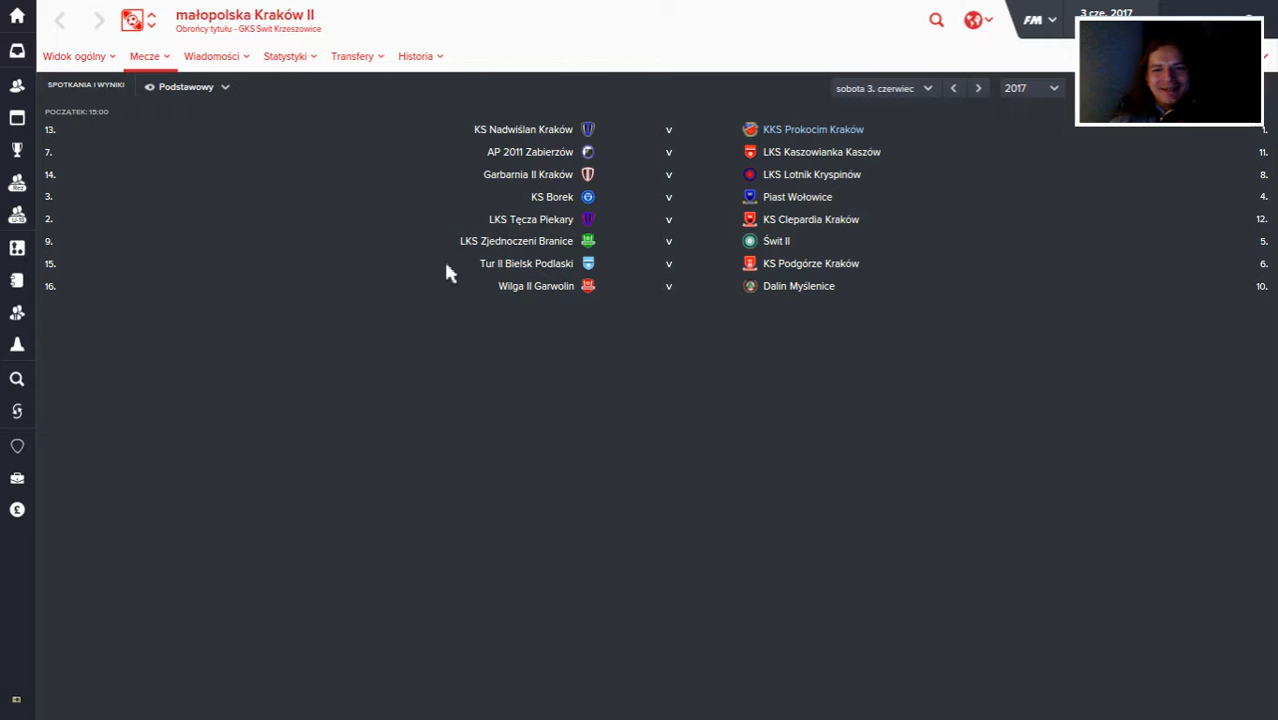 małopolska Kraków II
Obrońcy tytułu - GKS Świt Krzeszowice
FM
3 cze. 2017
Widok ogólny Mecze Wiadomości Statystyki Transfery Historia
SPOTKANIA I WYNIKI Podstawowy sobota 3. czerwiec 2017
POCZĄTEK: 15:00
13. KS Nadwiślan Kraków v KKS Prokocim Kraków 1.
7. AP 2011 Zabierzów v LKS Kaszowianka Kaszów 11.
14. Garbarnia II Kraków v LKS Lotnik Kryspinów 8.
3. KS Borek v Piast Wołowice 4.
2. LKS Tęcza Piekary v KS Clepardia Kraków 12.
9. LKS Zjednoczeni Branice v Świt II 5.
15. Tur II Bielsk Podlaski v KS Podgórze Kraków 6.
16. Wilga II Garwolin v Dalin Myślenice 10.